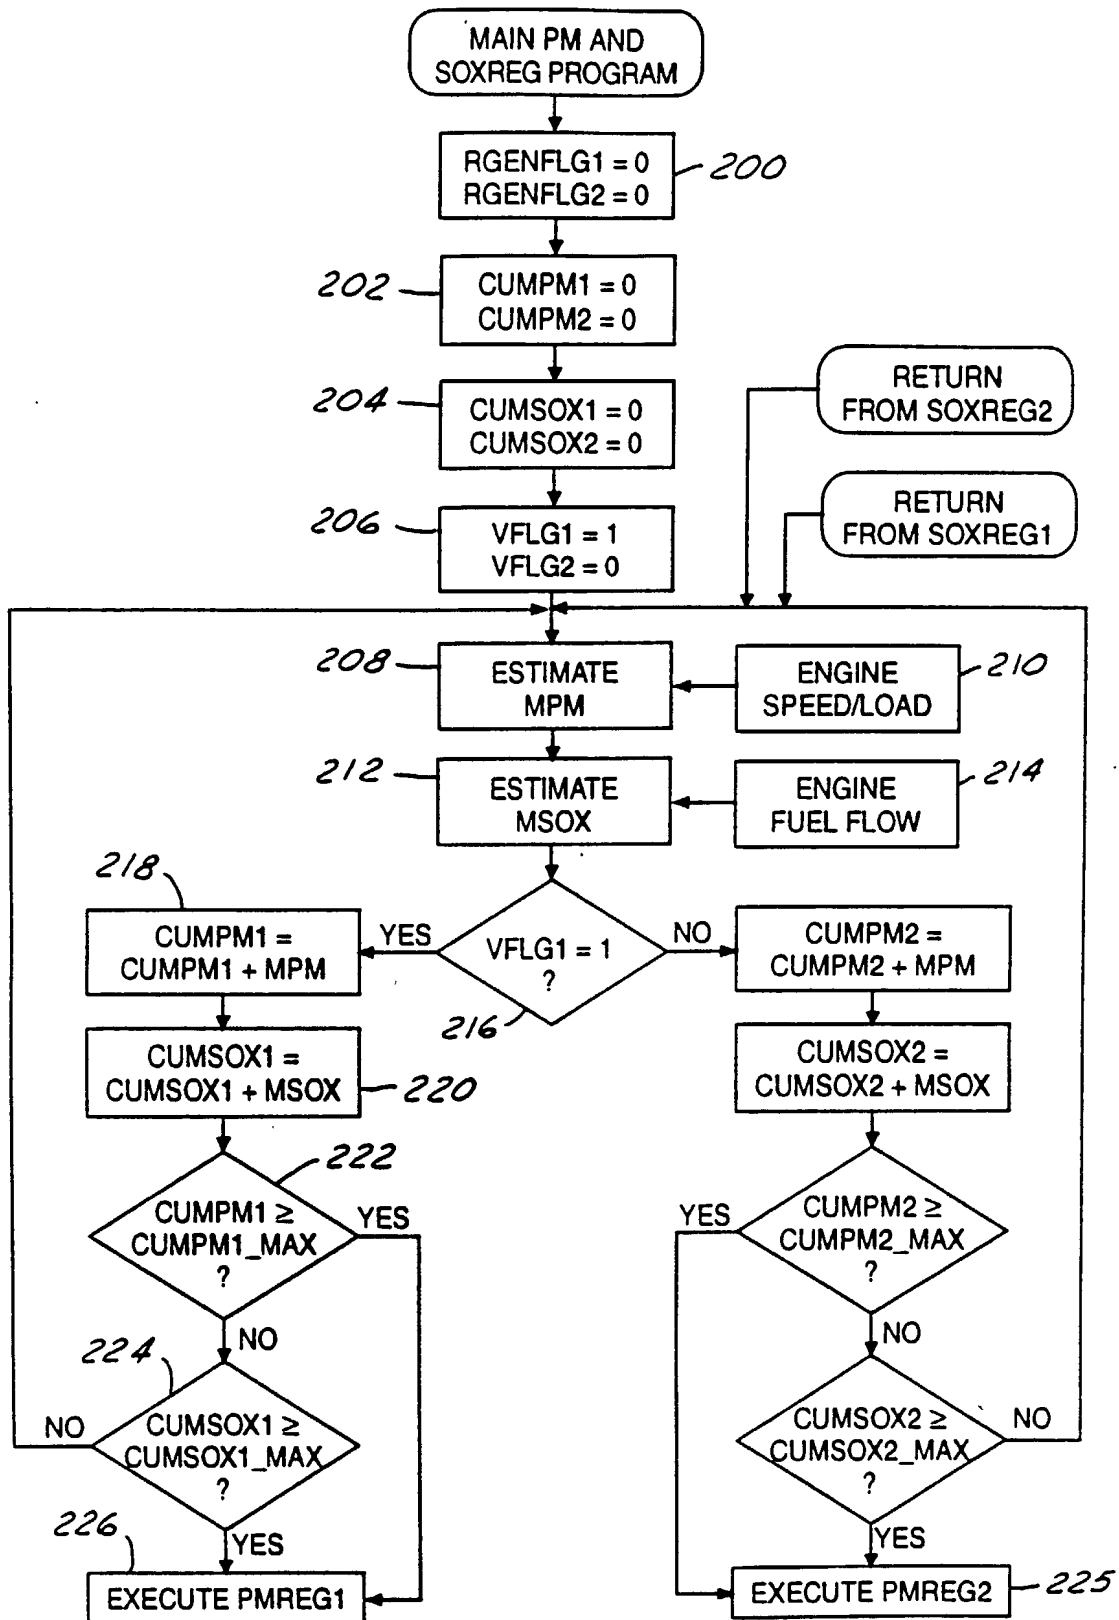 MAIN PM AND
SOXREG PROGRAM
RGENFLG1 = 0
RGENFLG2 = 0
200
202
CUMPM1 = 0
CUMPM2 = 0
204
CUMSOX1 = 0
CUMSOX2 = 0
RETURN
FROM SOXREG2
206
VFLG1 = 1
VFLG2 = 0
RETURN
FROM SOXREG1
208
ESTIMATE
MPM
ENGINE
SPEED/LOAD
210
212
ESTIMATE
MSOX
ENGINE
FUEL FLOW
214
218
CUMPM1 =
CUMPM1 + MPM
YES
VFLG1 = 1
?
216
NO
CUMPM2 =
CUMPM2 + MPM
CUMSOX1 =
CUMSOX1 + MSOX
220
CUMSOX2 =
CUMSOX2 + MSOX
222
CUMPM1 ≥
CUMPM1_MAX
?
YES
NO
YES
CUMPM2 ≥
CUMPM2_MAX
?
NO
224
NO
CUMSOX1 ≥
CUMSOX1_MAX
?
YES
CUMSOX2 ≥
CUMSOX2_MAX
?
NO
YES
226
EXECUTE PMREG1
EXECUTE PMREG2
225